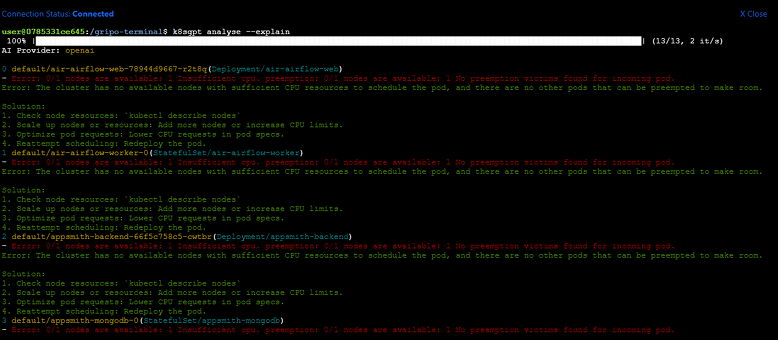 Connection Status: Connected
X Close
user@0785331ce645:/gripo-terminal$ k8sgpt analyse --explain
100% | | (13/13, 2 it/s)
AI Provider: openai
0 default/air-airflow-web-78944d9667-r2t8q(Deployment/air-airflow-web)
- Error: 0/1 nodes are available: 1 Insufficient cpu. preemption: 0/1 nodes are available: 1 No preemption victims found for incoming pod.
Error: The cluster has no available nodes with sufficient CPU resources to schedule the pod, and there are no other pods that can be preempted to make room.
Solution:
1. Check node resources: `kubectl describe nodes`
2. Scale up nodes or resources: Add more nodes or increase CPU limits.
3. Optimize pod requests: Lower CPU requests in pod specs.
4. Reattempt scheduling: Redeploy the pod.
1 default/air-airflow-worker-0(StatefulSet/air-airflow-worker)
- Error: 0/1 nodes are available: 1 Insufficient cpu. preemption: 0/1 nodes are available: 1 No preemption victims found for incoming pod.
Error: The cluster has no available nodes with sufficient CPU resources to schedule the pod, and there are no other pods that can be preempted to make room.
Solution:
1. Check node resources: `kubectl describe nodes`
2. Scale up nodes or resources: Add more nodes or increase CPU limits.
3. Optimize pod requests: Lower CPU requests in pod specs.
4. Reattempt scheduling: Redeploy the pod.
2 default/appsmith-backend-66f5c758c5-cwtbr(Deployment/appsmith-backend)
- Error: 0/1 nodes are available: 1 Insufficient cpu. preemption: 0/1 nodes are available: 1 No preemption victims found for incoming pod.
Error: The cluster has no available nodes with sufficient CPU resources to schedule the pod, and there are no other pods that can be preempted to make room.
Solution:
1. Check node resources: `kubectl describe nodes`
2. Scale up nodes or resources: Add more nodes or increase CPU limits.
3. Optimize pod requests: Lower CPU requests in pod specs.
4. Reattempt scheduling: Redeploy the pod.
3 default/appsmith-mongodb-0(StatefulSet/appsmith-mongodb)
- Error: 0/1 nodes are available: 1 Insufficient cpu. preemption: 0/1 nodes are available: 1 No preemption victims found for incoming pod.